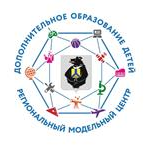 ДОПОЛНИТЕЛЬНОЕ ОБРАЗОВАНИЕ ДЕТЕЙ
РЕГИОНАЛЬНЫЙ МОДЕЛЬНЫЙ ЦЕНТР